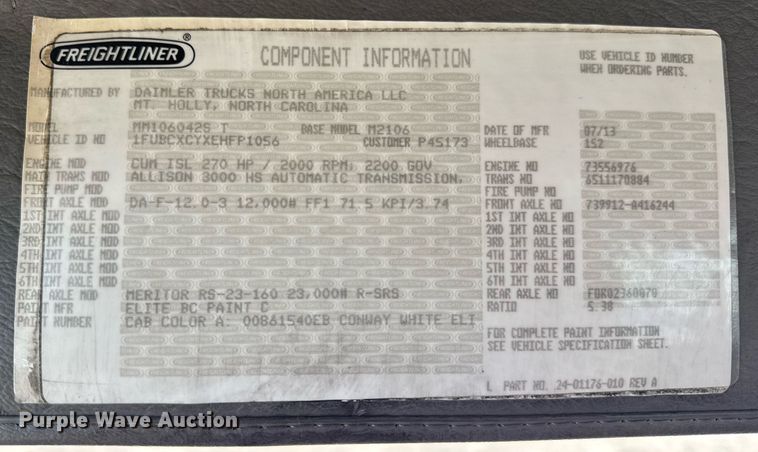 FREIGHTLINER
COMPONENT INFORMATION
USE VEHICLE ID NUMBER
WHEN ORDERING PARTS.
MANUFACTURED BY DAIMLER TRUCKS NORTH AMERICA LLC
MT. HOLLY, NORTH CAROLINA
MODEL MM106042S T BASE MODEL M2106 DATE OF MFR 07/13
VEHICLE ID NO 1FUBCXCYXEHFP1056 CUSTOMER P45173 WHEELBASE 152
ENGINE MOD CUM ISL 270 HP / 2000 RPM, 2200 GOV ENGINE NO 73556976
MAIN TRANS MOD ALLISON 3000 HS AUTOMATIC TRANSMISSION, TRANS NO 6511170884
FIRE PUMP MOD FIRE PUMP NO
FRONT AXLE MOD DA-F-12.0-3 12,000# FF1 71.5 KPI/3.74 FRONT AXLE NO 739912-A416244
1ST INT AXLE MOD 1ST INT AXLE NO
2ND INT AXLE MOD 2ND INT AXLE NO
3RD INT AXLE MOD 3RD INT AXLE NO
4TH INT AXLE MOD 4TH INT AXLE NO
5TH INT AXLE MOD 5TH INT AXLE NO
6TH INT AXLE MOD 6TH INT AXLE NO
REAR AXLE MOD MERITOR RS-23-160 23,000# R-SRS REAR AXLE NO
PAINT MFR ELITE BC PAINT C RATIO 5.38
PAINT NUMBER CAB COLOR A: 00861540EB CONWAY WHITE ELI
FOR COMPLETE PAINT INFORMATION
SEE VEHICLE SPECIFICATION SHEET.
L PART NO. 24-01176-010 REV A
Purple Wave Auction